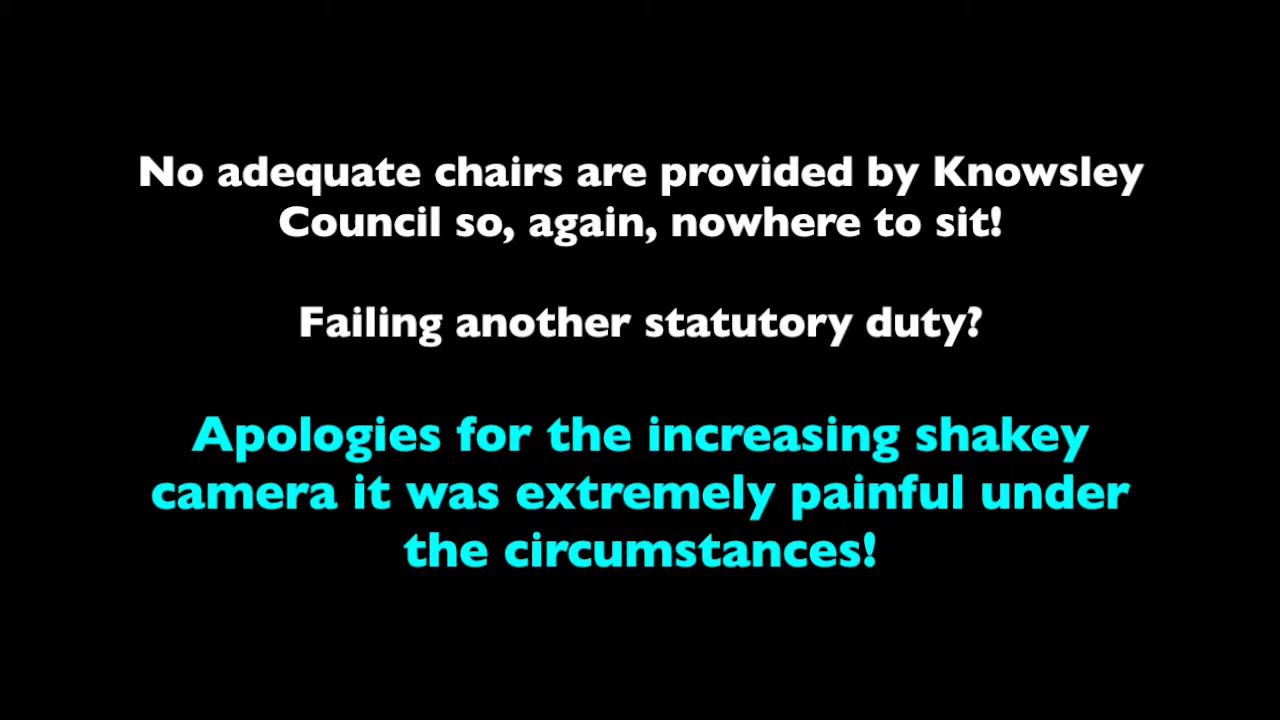 No adequate chairs are provided by Knowsley
Council so, again, nowhere to sit!
Failing another statutory duty?
Apologies for the increasing shakey
camera it was extremely painful under
the circumstances!